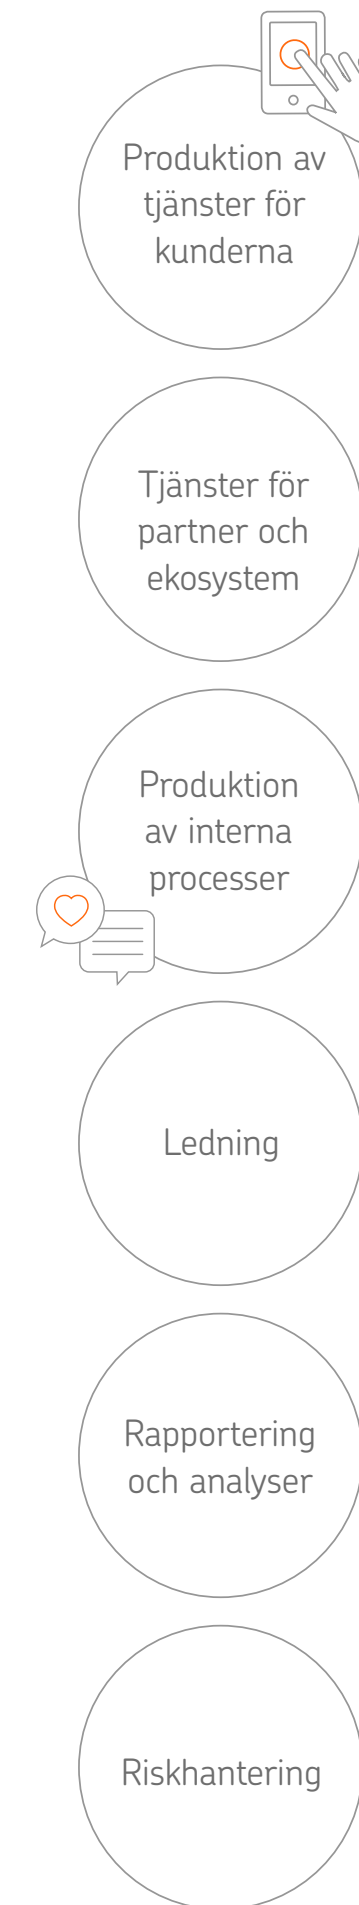 Produktion av
tjänster för
kunderna
Tjänster för
partner och
ekosystem
Produktion
av interna
processer
Ledning
Rapportering
och analyser
Riskhantering